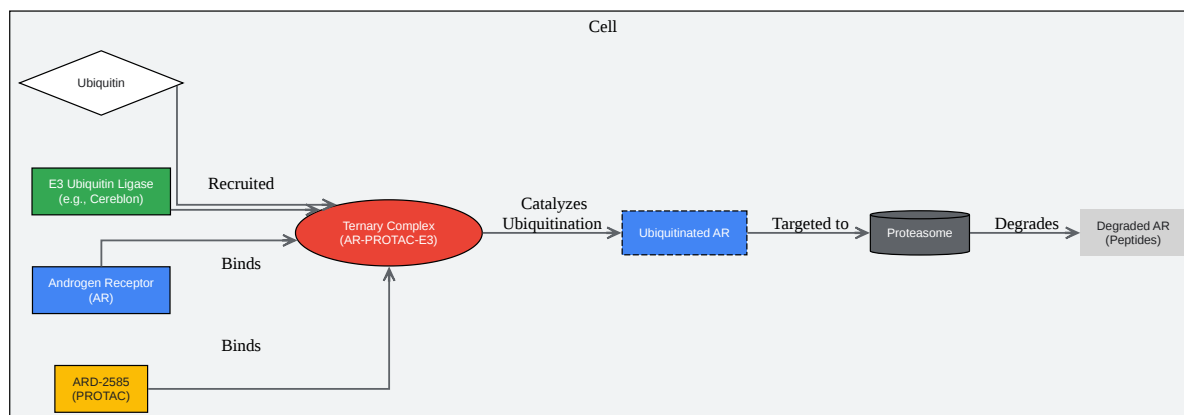 Cell
Ubiquitin
E3 Ubiquitin Ligase
(e.g., Cereblon)
Recruited
Androgen Receptor
(AR)
Binds
ARD-2585
(PROTAC)
Binds
Ternary Complex
(AR-PROTAC-E3)
Catalyzes
Ubiquitination
Ubiquitinated AR
Targeted to
Proteasome
Degrades
Degraded AR
(Peptides)